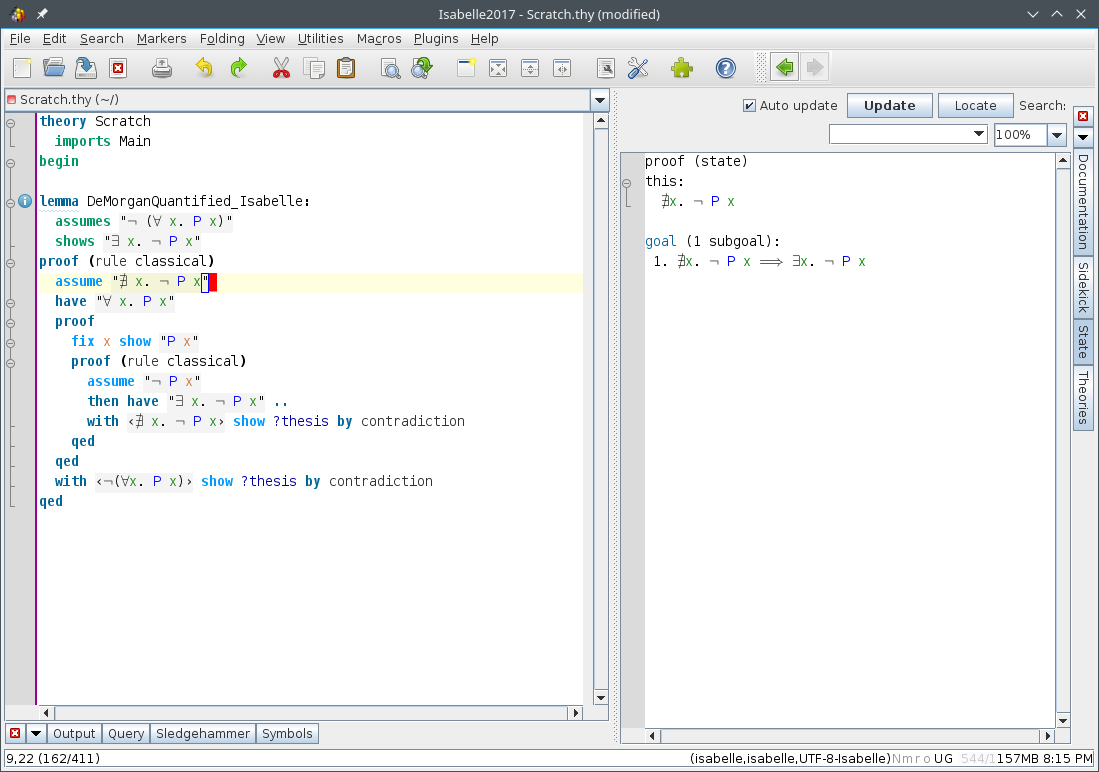 Isabelle2017 - Scratch.thy (modified)
File Edit Search Markers Folding View Utilities Macros Plugins Help
Scratch.thy (~/)
theory Scratch
  imports Main
begin
lemma DeMorganQuantified_Isabelle:
  assumes "¬ (∀ x. P x)"
  shows "∃ x. ¬ P x"
proof (rule classical)
  assume "∄ x. ¬ P x"
  have "∀ x. P x"
  proof
    fix x show "P x"
    proof (rule classical)
      assume "¬ P x"
      then have "∃ x. ¬ P x" ..
      with ‹∄ x. ¬ P x› show ?thesis by contradiction
    qed
  qed
  with ‹¬(∀x. P x)› show ?thesis by contradiction
qed
Auto update Update Locate Search:
100%
proof (state)
this:
  ∄x. ¬ P x
goal (1 subgoal):
 1. ∄x. ¬ P x ⟹ ∃x. ¬ P x
Documentation
Sidekick
State
Theories
Output Query Sledgehammer Symbols
9,22 (162/411)
(isabelle,isabelle,UTF-8-Isabelle)Nmro UG 544/1157MB 8:15 PM